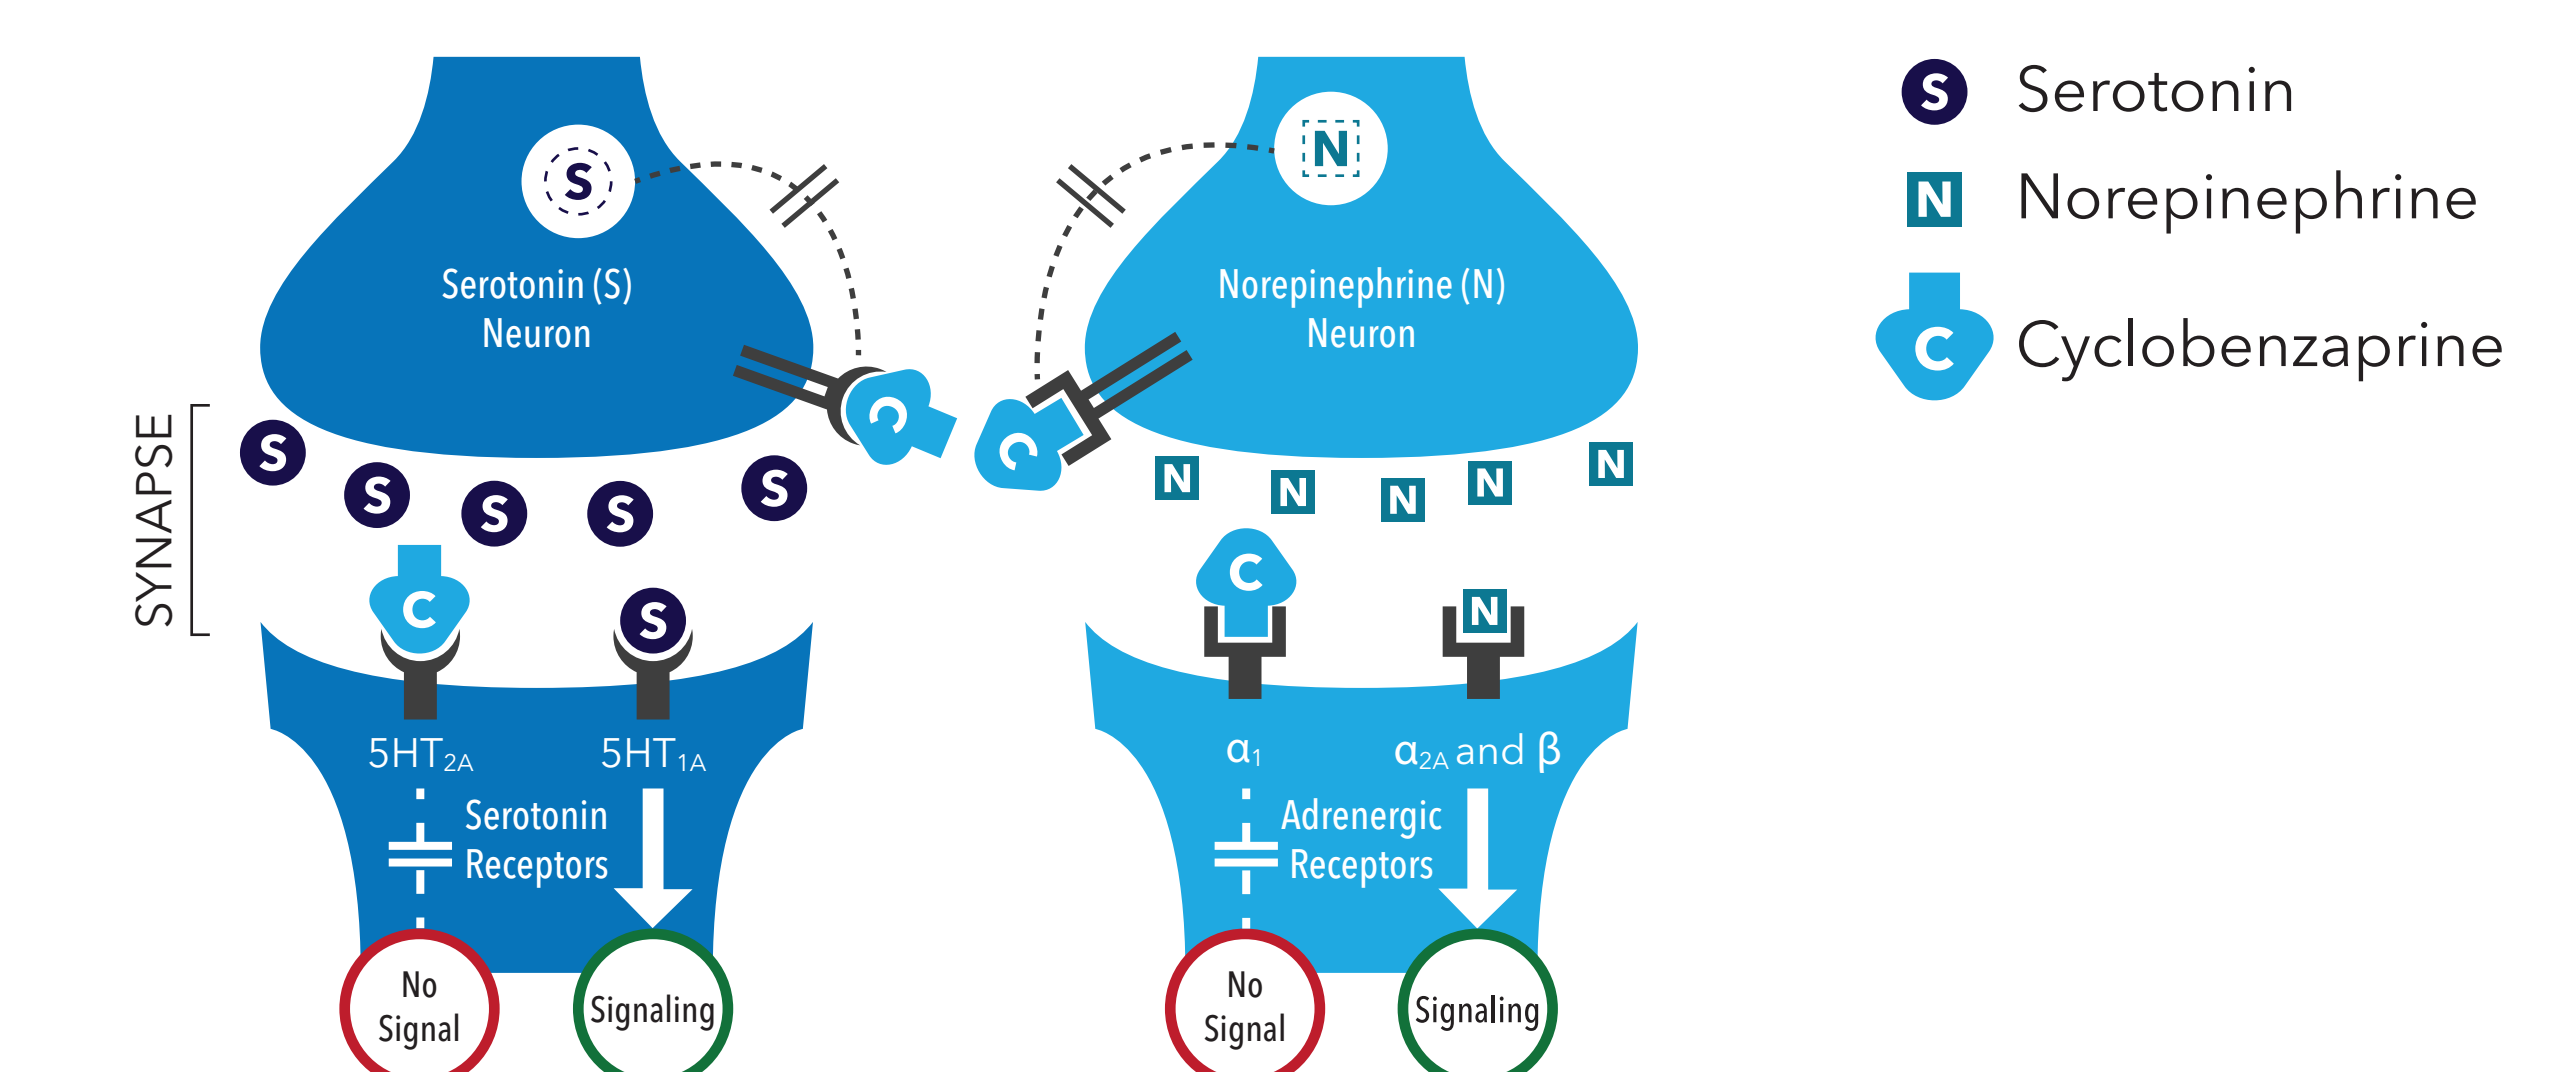 S
N
S Serotonin
N Norepinephrine
C Cyclobenzaprine
Serotonin (S)
Neuron
Norepinephrine (N)
Neuron
C
C
SYNAPSE
S
S
S
S
S
N
N
N
N
N
C
S
C
N
5HT2A
5HT1A
α1
α2A and β
Serotonin
Receptors
Adrenergic
Receptors
No
Signal
Signaling
No
Signal
Signaling